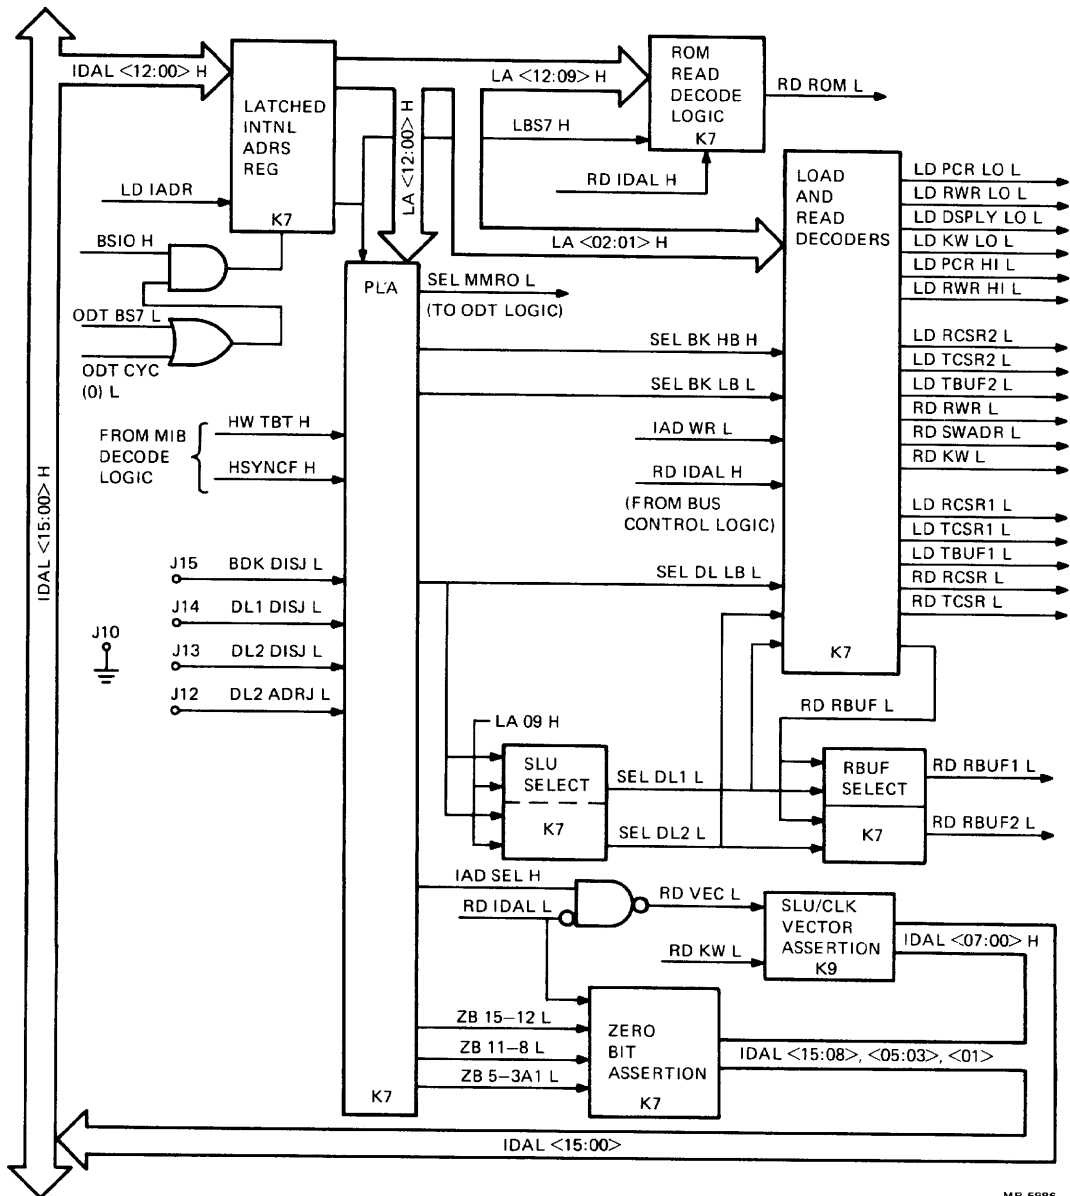 IDAL <12:00> H
LATCHED
INTNL
ADRS
REG
K7
LD IADR
BSIO H
ODT BS7 L
ODT CYC
(0) L
LA <12:09> H
LBS7 H
RD IDAL H
LA <12:00> H
LA <02:01> H
ROM
READ
DECODE
LOGIC
K7
RD ROM L
LOAD
AND
READ
DECODERS
K7
LD PCR LO L
LD RWR LO L
LD DSPLY LO L
LD KW LO L
LD PCR HI L
LD RWR HI L
LD RCSR2 L
LD TCSR2 L
LD TBUF2 L
RD RWR L
RD SWADR L
RD KW L
LD RCSR1 L
LD TCSR1 L
LD TBUF1 L
RD RCSR L
RD TCSR L
PLA
SEL MMRO L
(TO ODT LOGIC)
SEL BK HB H
SEL BK LB L
IAD WR L
RD IDAL H
(FROM BUS
CONTROL LOGIC)
SEL DL LB L
FROM MIB
DECODE
LOGIC
HW TBT H
HSYNCF H
IDAL <15:00> H
J15
BDK DISJ L
J14
DL1 DISJ L
J10
J13
DL2 DISJ L
J12
DL2 ADRJ L
LA 09 H
SLU
SELECT
K7
SEL DL1 L
SEL DL2 L
RD RBUF L
RBUF
SELECT
K7
RD RBUF1 L
RD RBUF2 L
IAD SEL H
RD IDAL L
RD VEC L
RD KW L
SLU/CLK
VECTOR
ASSERTION
K9
IDAL <07:00> H
ZB 15–12 L
ZB 11–8 L
ZB 5–3A1 L
K7
ZERO
BIT
ASSERTION
K7
IDAL <15:08>, <05:03>, <01>
IDAL <15:00>
MR-5886